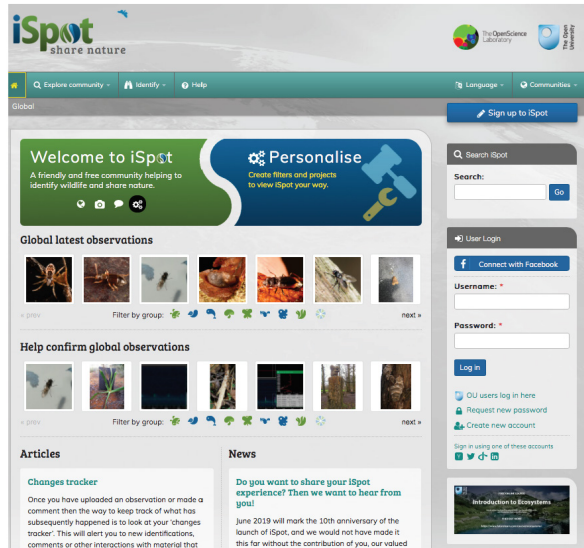 iSpot
share nature
The OpenScience
Laboratory
The Open
University
Explore community
Identify
Help
Language
Communities
Global
Sign up to iSpot
Welcome to iSpot
A friendly and free community helping to
identify wildlife and share nature.
Personalise
Create filters and projects
to view iSpot your way.
Search iSpot
Search:
Go
Global latest observations
« prev
Filter by group:
next »
User Login
f Connect with Facebook
Username: *
Password: *
Log in
Help confirm global observations
« prev
Filter by group:
next »
OU users log in here
Request new password
Create new account
Sign in using one of these accounts
Articles
Changes tracker
Once you have uploaded an observation or made a
comment then the way to keep track of what has
subsequently happened is to look at your 'changes
tracker'. This will alert you to new identifications,
comments or other interactions with material that
News
Do you want to share your iSpot
experience? Then we want to hear from
you!
June 2019 will mark the 10th anniversary of the
launch of iSpot, and we would not have made it
this far without the contribution of you, our valued
Introduction to Ecosystems